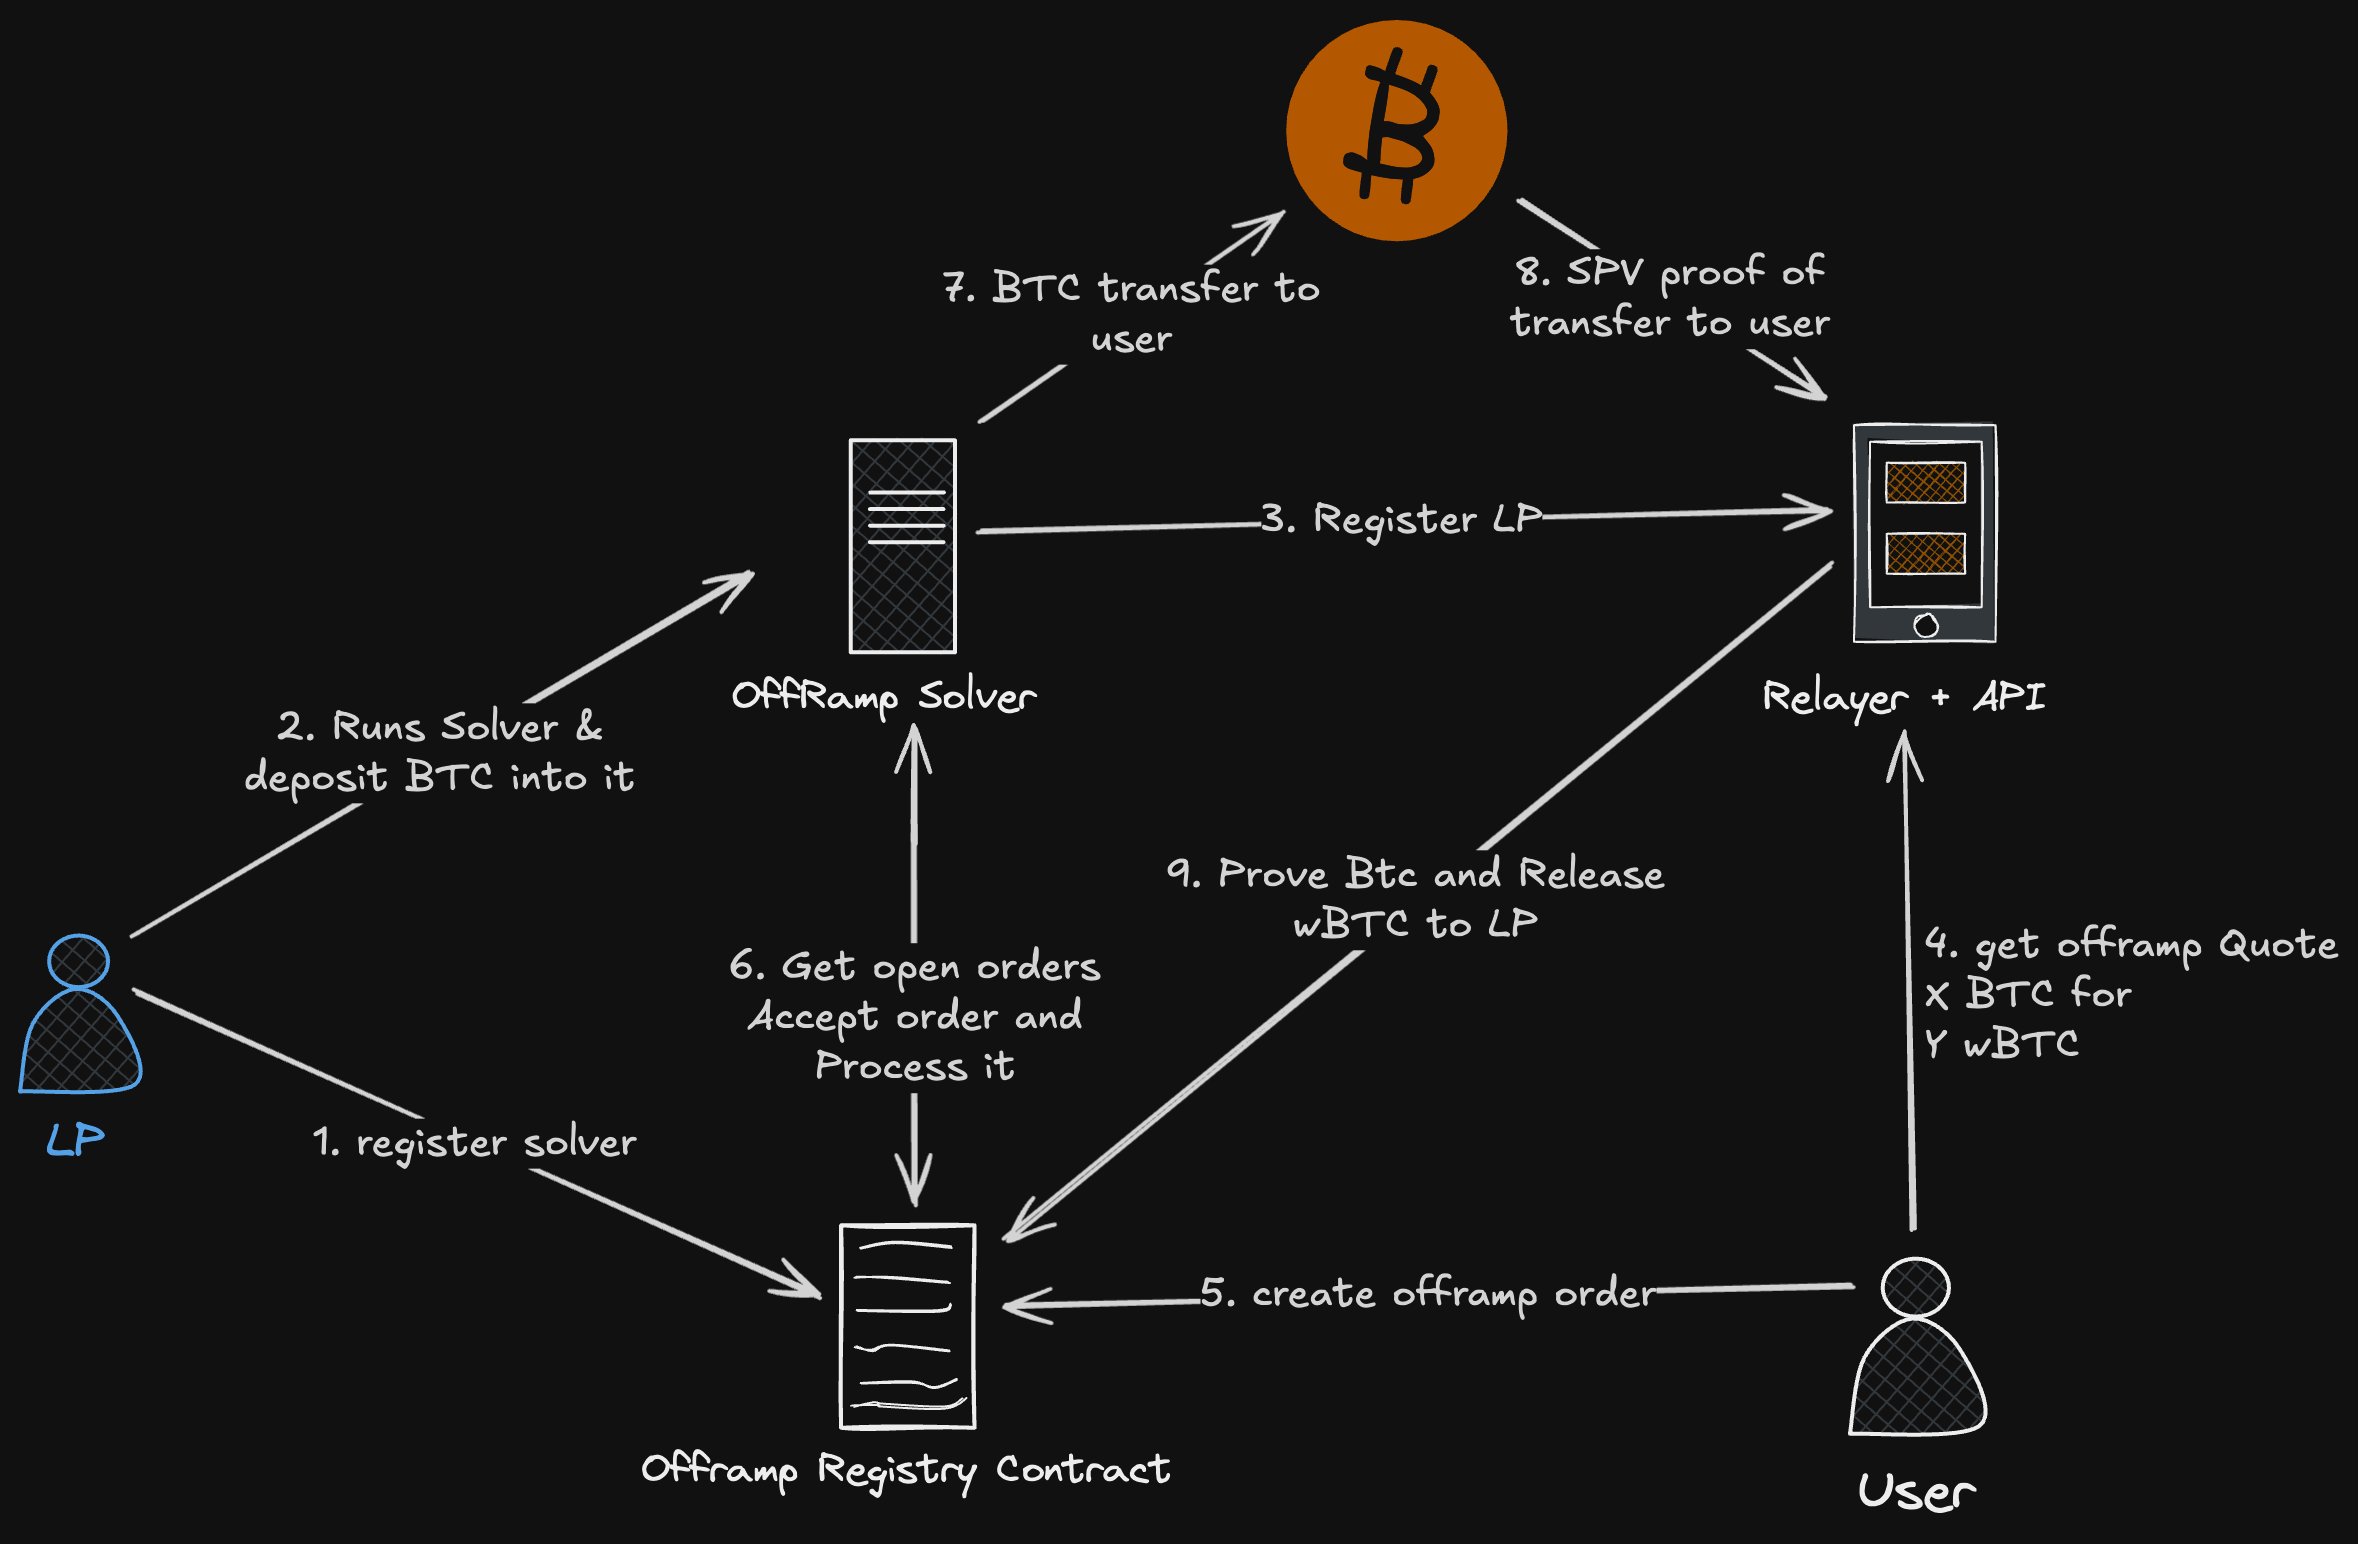 7. BTC transfer to
user
8. SPV proof of
transfer to user
3. Register LP
OffRamp Solver
Relayer + API
2. Runs Solver &
deposit BTC into it
9. Prove Btc and Release
wBTC to LP
6. Get open orders
Accept order and
Process it
4. get offramp Quote
X BTC for
Y wBTC
LP
1. register solver
5. create offramp order
Offramp Registry Contract
User